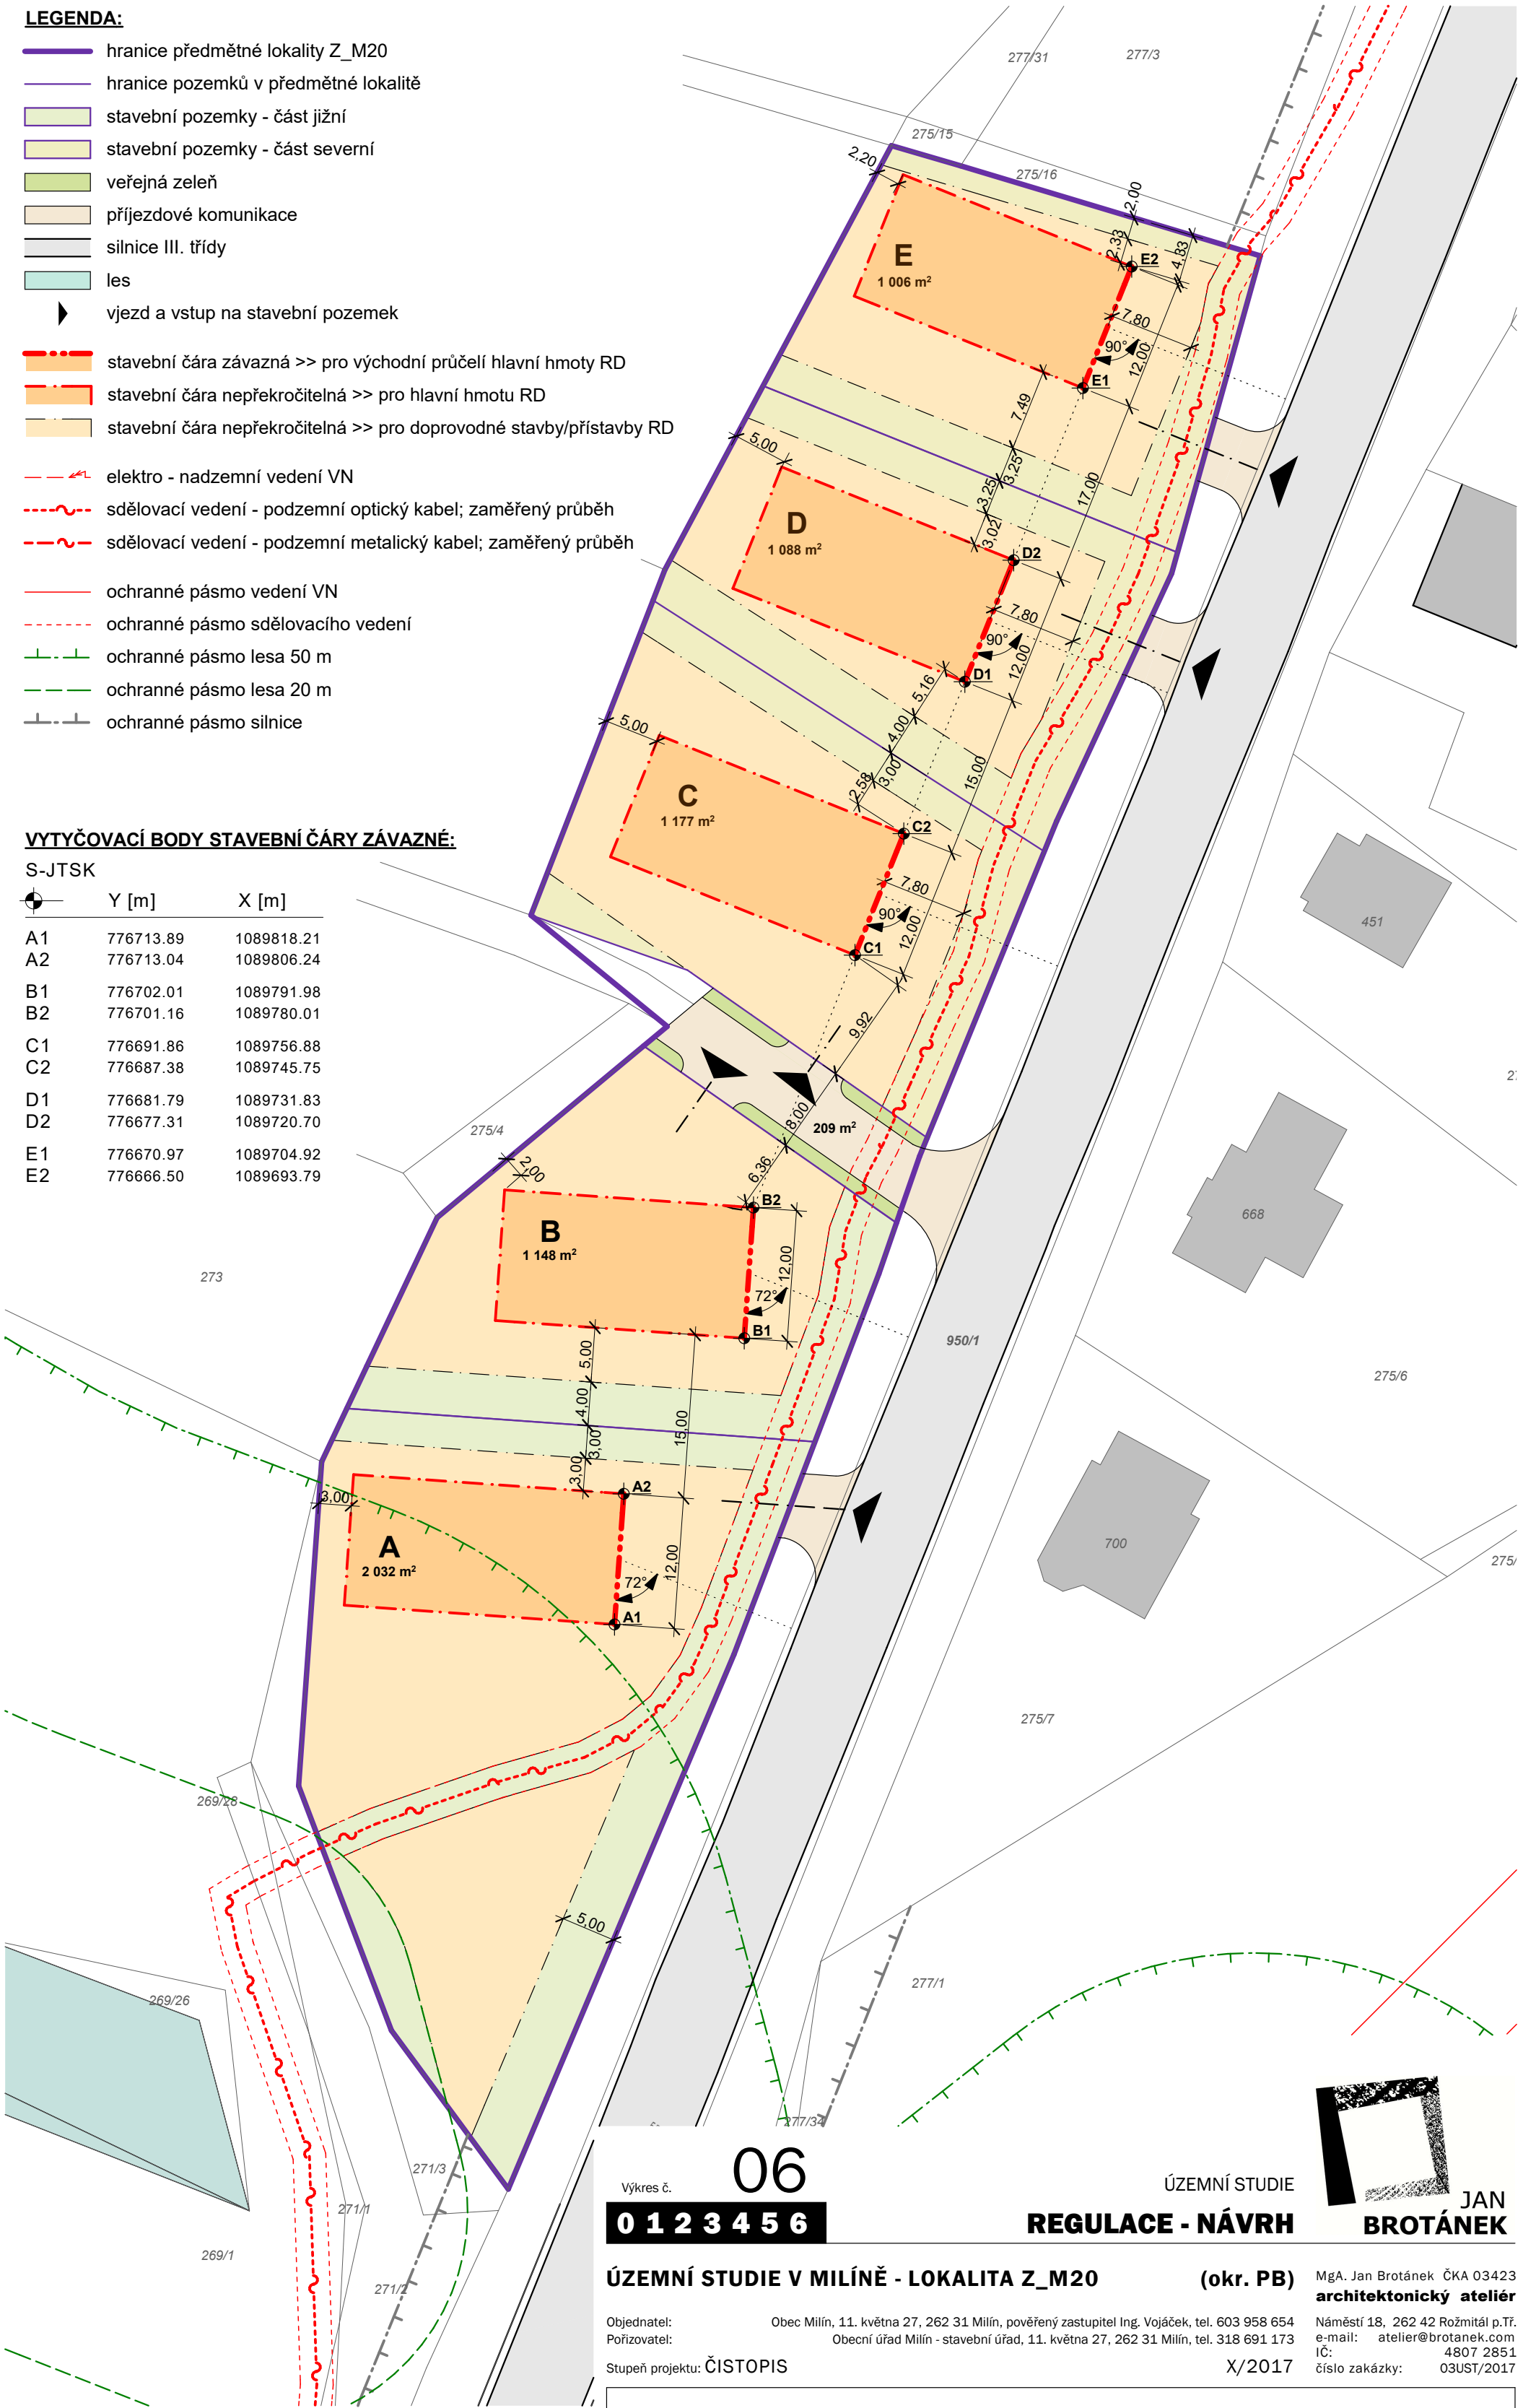 LEGENDA:
hranice předmětné lokality Z_M20
hranice pozemků v předmětné lokalitě
stavební pozemky - část jižní
stavební pozemky - část severní
veřejná zeleň
příjezdové komunikace
silnice III. třídy
les
vjezd a vstup na stavební pozemek
stavební čára závazná >> pro východní průčelí hlavní hmoty RD
stavební čára nepřekročitelná >> pro hlavní hmotu RD
stavební čára nepřekročitelná >> pro doprovodné stavby/přístavby RD
elektro - nadzemní vedení VN
sdělovací vedení - podzemní optický kabel; zaměřený průběh
sdělovací vedení - podzemní metalický kabel; zaměřený průběh
ochranné pásmo vedení VN
ochranné pásmo sdělovacího vedení
ochranné pásmo lesa 50 m
ochranné pásmo lesa 20 m
ochranné pásmo silnice
VYTYČOVACÍ BODY STAVEBNÍ ČÁRY ZÁVAZNÉ:
S-JTSK
Y [m] X [m]
A1 776713.89 1089818.21
A2 776713.04 1089806.24
B1 776702.01 1089791.98
B2 776701.16 1089780.01
C1 776691.86 1089756.88
C2 776687.38 1089745.75
D1 776681.79 1089731.83
D2 776677.31 1089720.70
E1 776670.97 1089704.92
E2 776666.50 1089693.79
277/31
277/3
275/15
275/16
2,20
2,00
2,33
4,83
E
1 006 m²
E2
7,80
90°
12,00
E1
7,49
5,00
3,25
3,25
17,00
D
1 088 m²
3,02
D2
7,80
90°
12,00
D1
5,16
4,00
5,00
3,00
2,58
15,00
C
1 177 m²
C2
7,80
90°
12,00
C1
9,92
451
8,00
209 m²
275/4
2,00
6,36
B2
B
1 148 m²
12,00
72°
B1
668
273
950/1
275/6
5,00
4,00
3,00
3,00
15,00
A2
3,00
A
2 032 m²
12,00
72°
A1
700
275/7
269/28
5,00
269/26
277/1
277/34
271/3
271/1
269/1
271/2
Výkres č. 06
0 1 2 3 4 5 6
ÚZEMNÍ STUDIE
REGULACE - NÁVRH
JAN
BROTÁNEK
ÚZEMNÍ STUDIE V MILÍNĚ - LOKALITA Z_M20 (okr. PB)
MgA. Jan Brotánek ČKA 03423
architektonický ateliér
Objednatel: Obec Milín, 11. května 27, 262 31 Milín, pověřený zastupitel Ing. Vojáček, tel. 603 958 654
Pořizovatel: Obecní úřad Milín - stavební úřad, 11. května 27, 262 31 Milín, tel. 318 691 173
Náměstí 18, 262 42 Rožmitál p.Tř.
e-mail: atelier@brotanek.com
IČ: 4807 2851
číslo zakázky: 03UST/2017
Stupeň projektu: ČISTOPIS X/2017